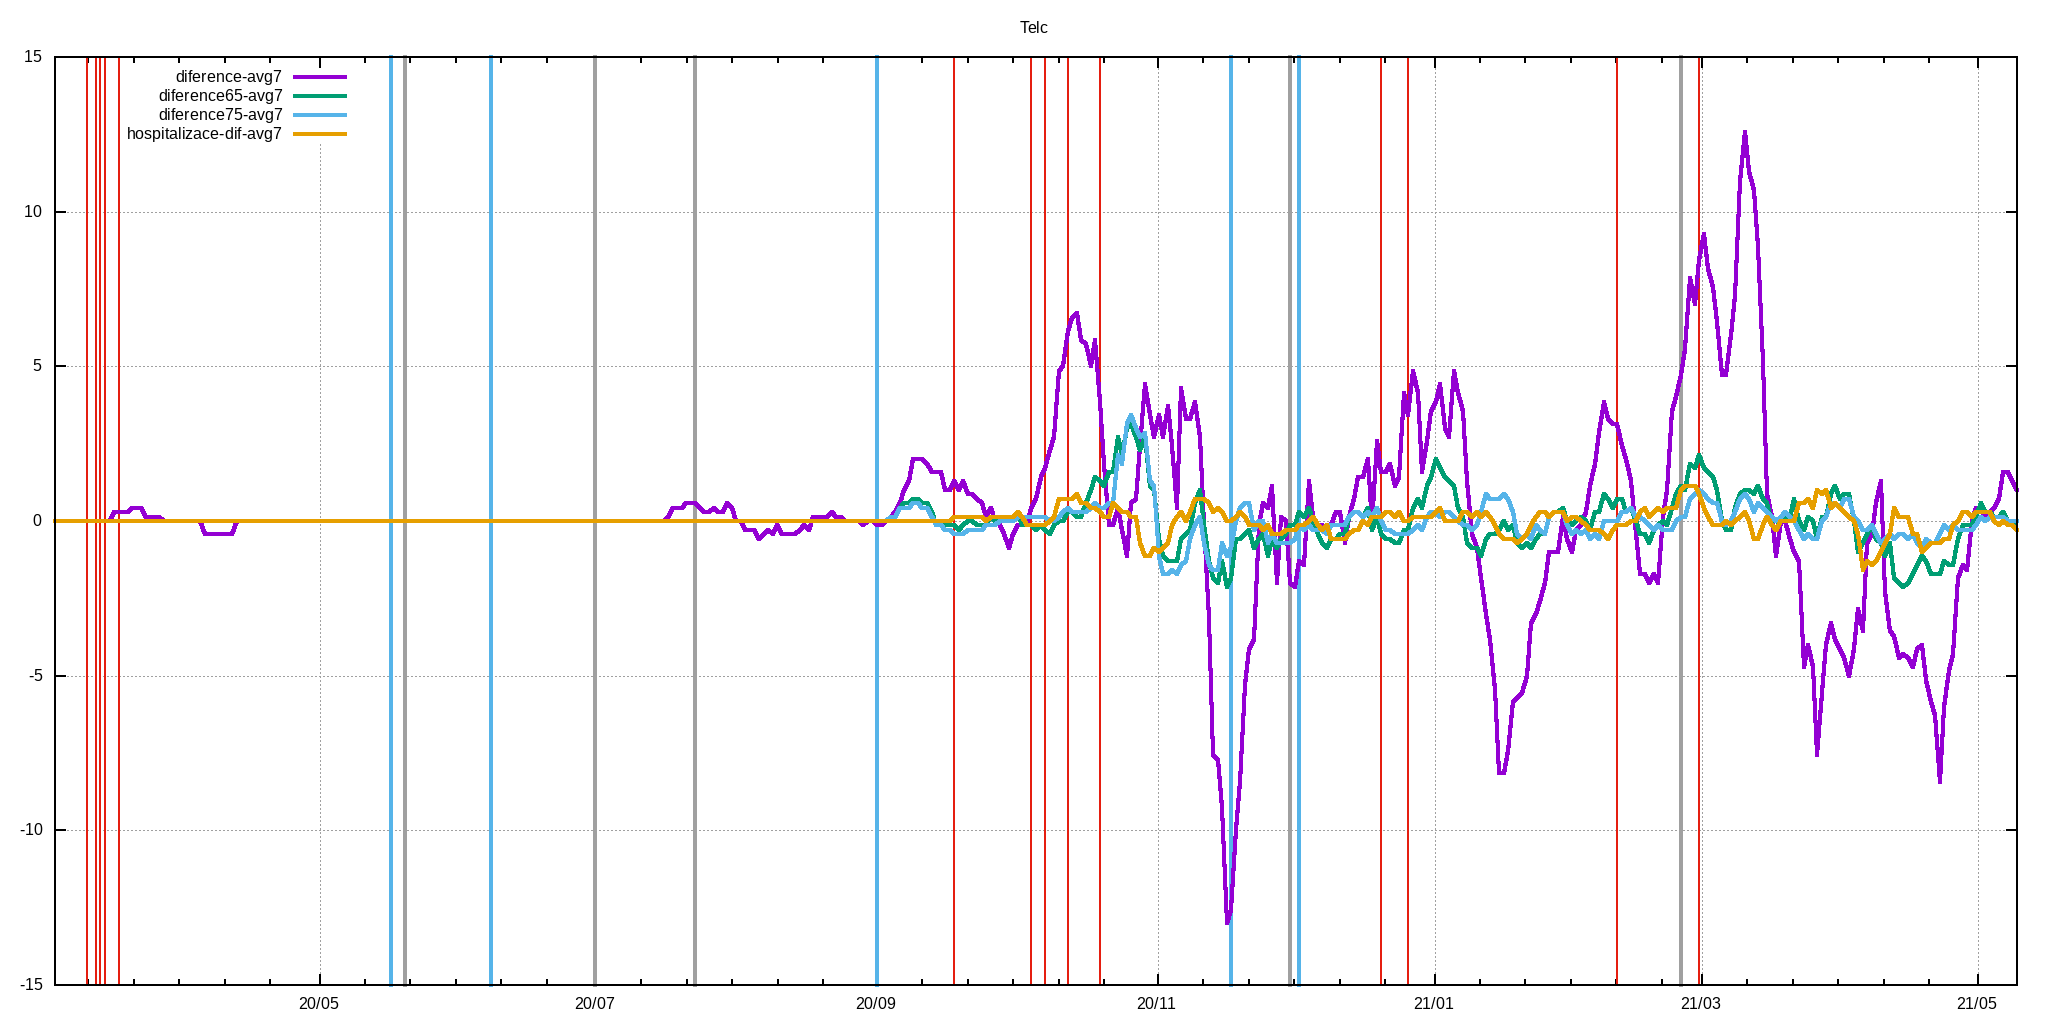 Telc
15
10
5
0
-5
-10
-15
diference-avg7
diference65-avg7
diference75-avg7
hospitalizace-dif-avg7
20/05 20/07 20/09 20/11 21/01 21/03 21/05